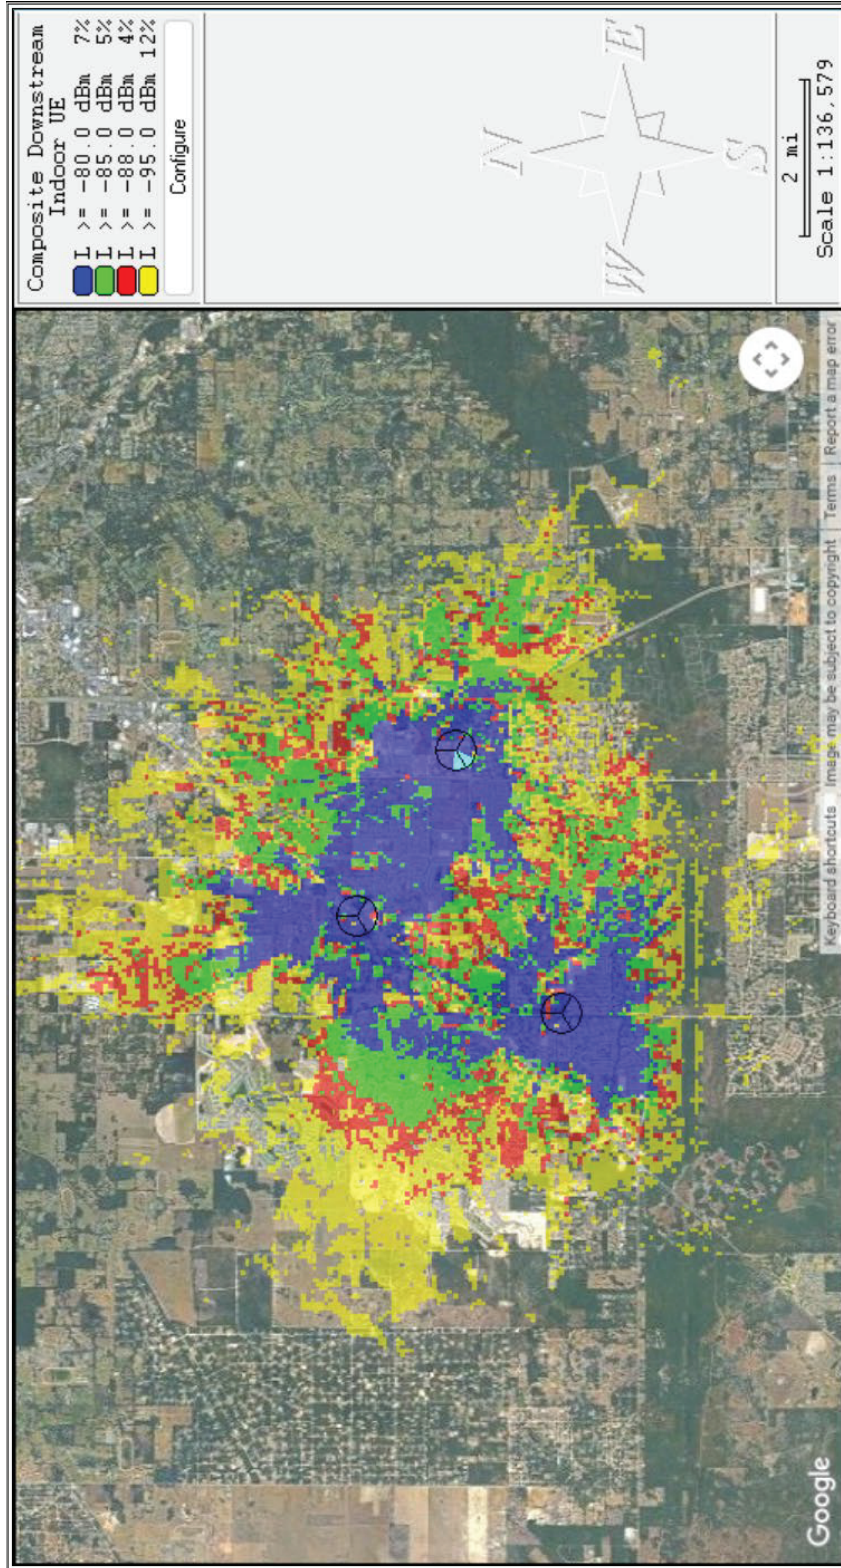 Composite Downstream
Indoor UE
L >= -80.0 dBm 7%
L >= -85.0 dBm 5%
L >= -88.0 dBm 4%
L >= -95.0 dBm 12%
Configure
N
W E
S
2 mi
Scale 1:136,579
Google
Keyboard shortcuts Image may be subject to copyright Terms Report a map error